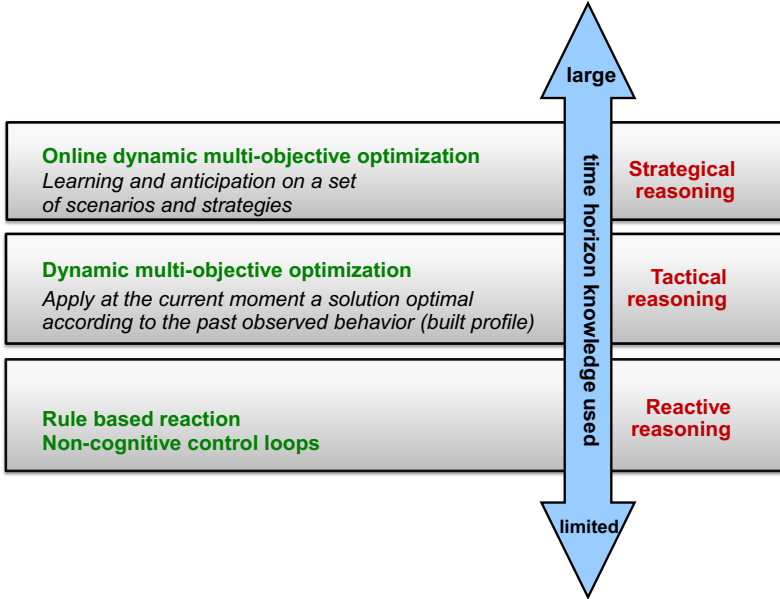 large
Online dynamic multi-objective optimization
Learning and anticipation on a set
of scenarios and strategies
Strategical
reasoning
time horizon knowledge used
Dynamic multi-objective optimization
Apply at the current moment a solution optimal
according to the past observed behavior (built profile)
Tactical
reasoning
Rule based reaction
Non-cognitive control loops
Reactive
reasoning
limited